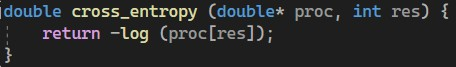 double cross_entropy (double* proc, int res) {
    return -log (proc[res]);
}